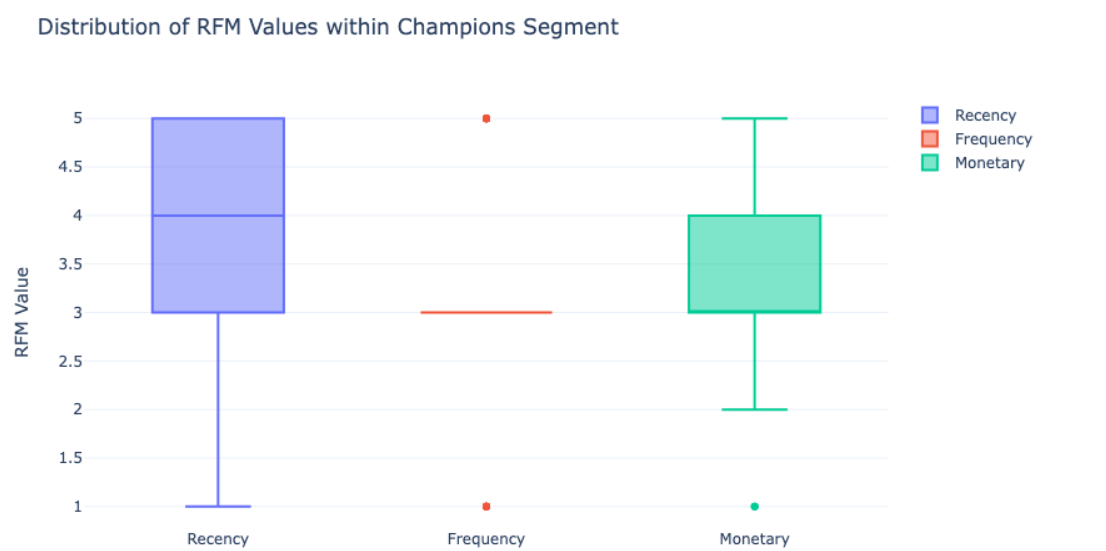 Distribution of RFM Values within Champions Segment
RFM Value
5
4.5
4
3.5
3
2.5
2
1.5
1
Recency
Frequency
Monetary
Recency
Frequency
Monetary